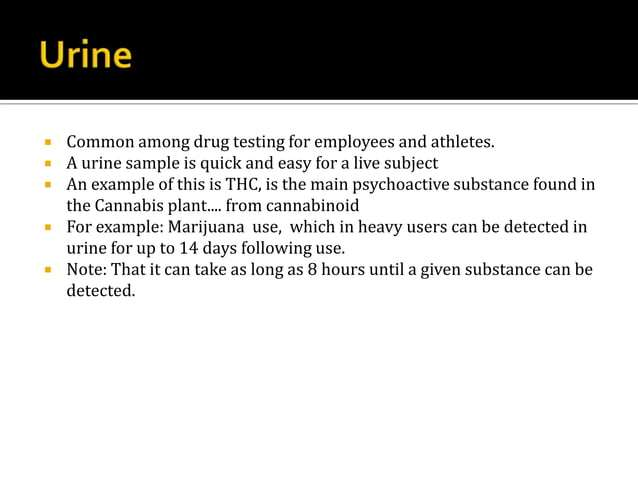 Urine
Common among drug testing for employees and athletes.
A urine sample is quick and easy for a live subject
An example of this is THC, is the main psychoactive substance found in
the Cannabis plant.... from cannabinoid
For example: Marijuana  use,  which in heavy users can be detected in
urine for up to 14 days following use.
Note: That it can take as long as 8 hours until a given substance can be
detected.